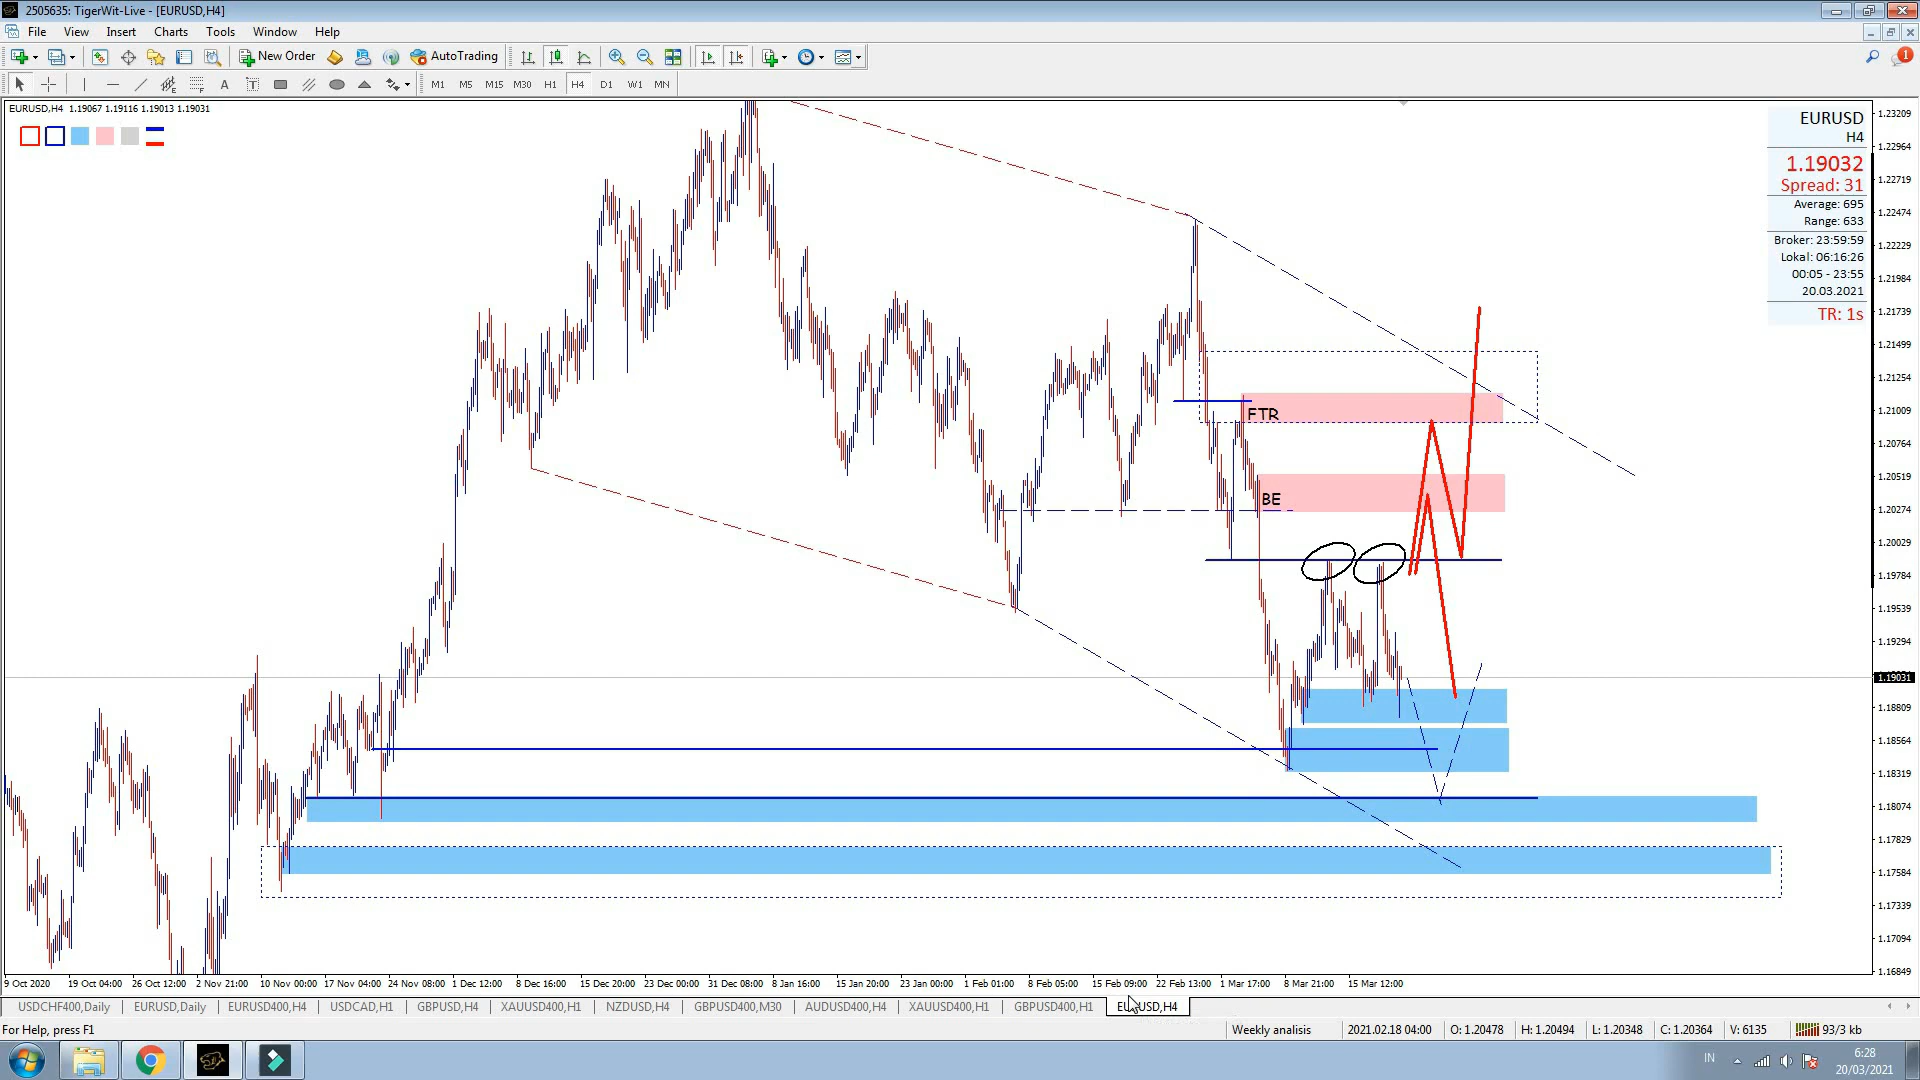 2505635: TigerWit-Live - [EURUSD,H4]
File View Insert Charts Tools Window Help
New Order AutoTrading
A T M1 M5 M15 M30 H1 H4 D1 W1 MN
EURUSD,H4 1.19067 1.19116 1.19013 1.19031
EURUSD
H4
1.19032
Spread: 31
Average: 695
Range: 633
Broker: 23:59:59
Lokal: 06:16:26
00:05 - 23:55
20.03.2021
TR: 1s
FTR
BE
1.23209
1.22964
1.22719
1.22474
1.22229
1.21984
1.21739
1.21499
1.21254
1.21009
1.20764
1.20519
1.20274
1.20029
1.19784
1.19539
1.19294
1.19031
1.18809
1.18564
1.18319
1.18074
1.17829
1.17584
1.17339
1.17094
1.16849
9 Oct 2020 19 Oct 04:00 26 Oct 12:00 2 Nov 21:00 10 Nov 00:00 17 Nov 04:00 24 Nov 08:00 1 Dec 12:00 8 Dec 16:00 15 Dec 20:00 23 Dec 00:00 31 Dec 08:00 8 Jan 16:00 15 Jan 20:00 23 Jan 00:00 1 Feb 01:00 8 Feb 05:00 15 Feb 09:00 22 Feb 13:00 1 Mar 17:00 8 Mar 21:00 15 Mar 12:00
USDCHF400,Daily EURUSD,Daily EURUSD400,H4 USDCAD,H1 GBPUSD,H4 XAUUSD400,H1 NZDUSD,H4 GBPUSD400,M30 AUDUSD400,H4 XAUUSD400,H1 GBPUSD400,H1 EURUSD,H4
For Help, press F1 Weekly analisis 2021.02.18 04:00 O: 1.20478 H: 1.20494 L: 1.20348 C: 1.20364 V: 6135 93/3 kb
IN 6:28
20/03/2021